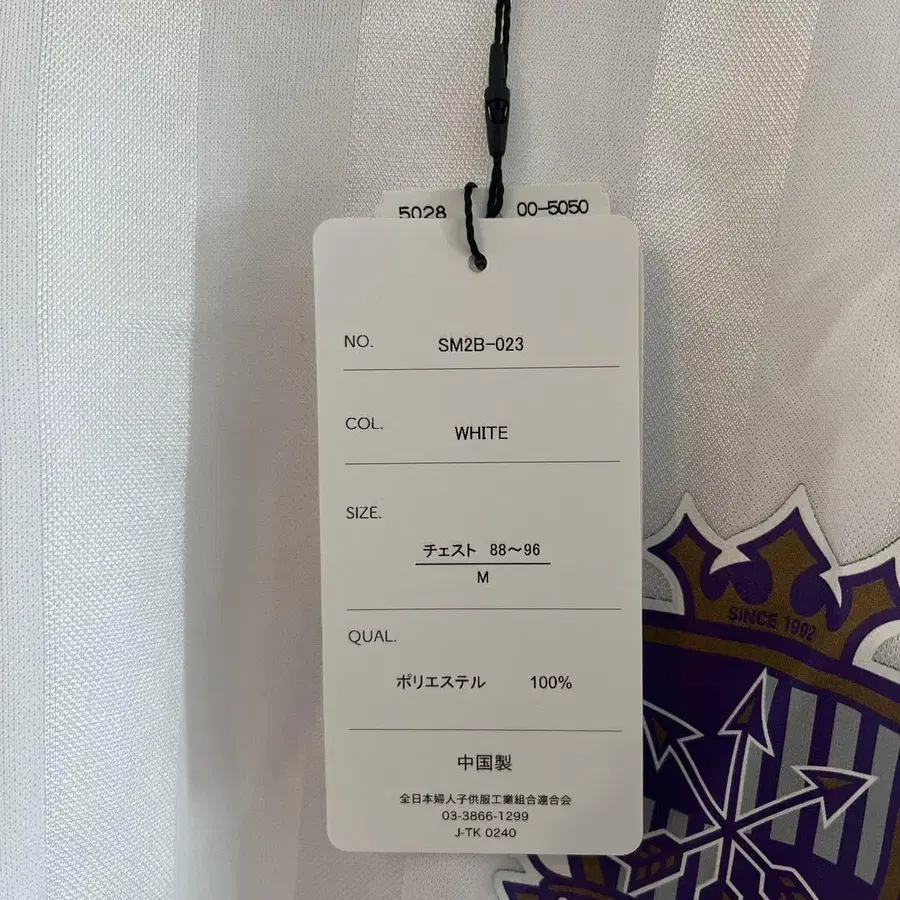 5028 00-5050
NO. SM2B-023
COL. WHITE
SIZE. チェスト 88～96
M
QUAL.
ポリエステル 100%
中国製
全日本婦人子供服工業組合連合会
03-3866-1299
J-TK 0240
SINCE 1992